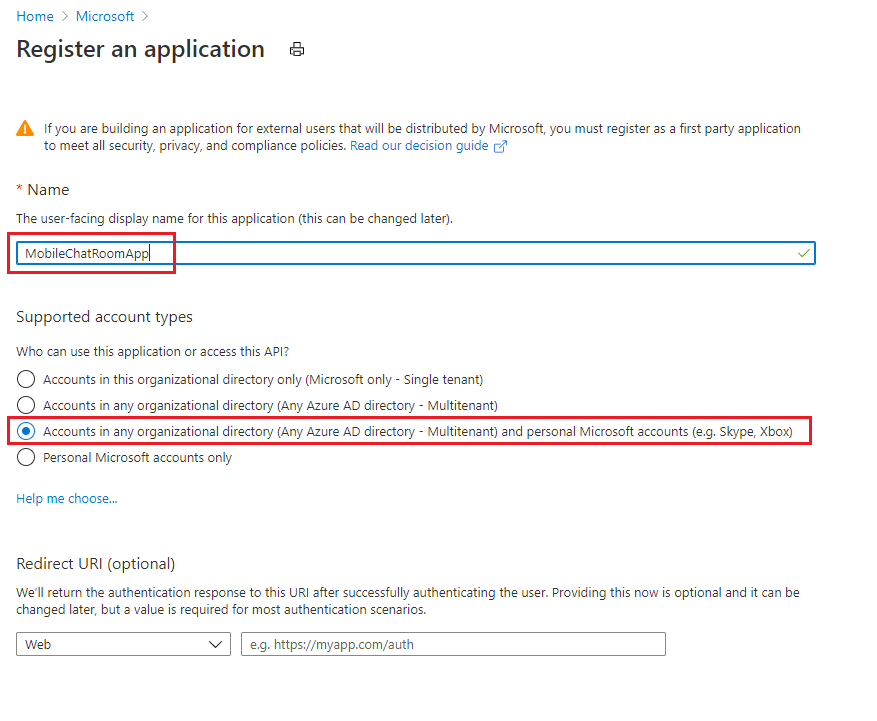 Home > Microsoft >
Register an application
If you are building an application for external users that will be distributed by Microsoft, you must register as a first party application
to meet all security, privacy, and compliance policies. Read our decision guide
* Name
The user-facing display name for this application (this can be changed later).
MobileChatRoomApp
Supported account types
Who can use this application or access this API?
Accounts in this organizational directory only (Microsoft only - Single tenant)
Accounts in any organizational directory (Any Azure AD directory - Multitenant)
Accounts in any organizational directory (Any Azure AD directory - Multitenant) and personal Microsoft accounts (e.g. Skype, Xbox)
Personal Microsoft accounts only
Help me choose...
Redirect URI (optional)
We'll return the authentication response to this URI after successfully authenticating the user. Providing this now is optional and it can be
changed later, but a value is required for most authentication scenarios.
Web
e.g. https://myapp.com/auth